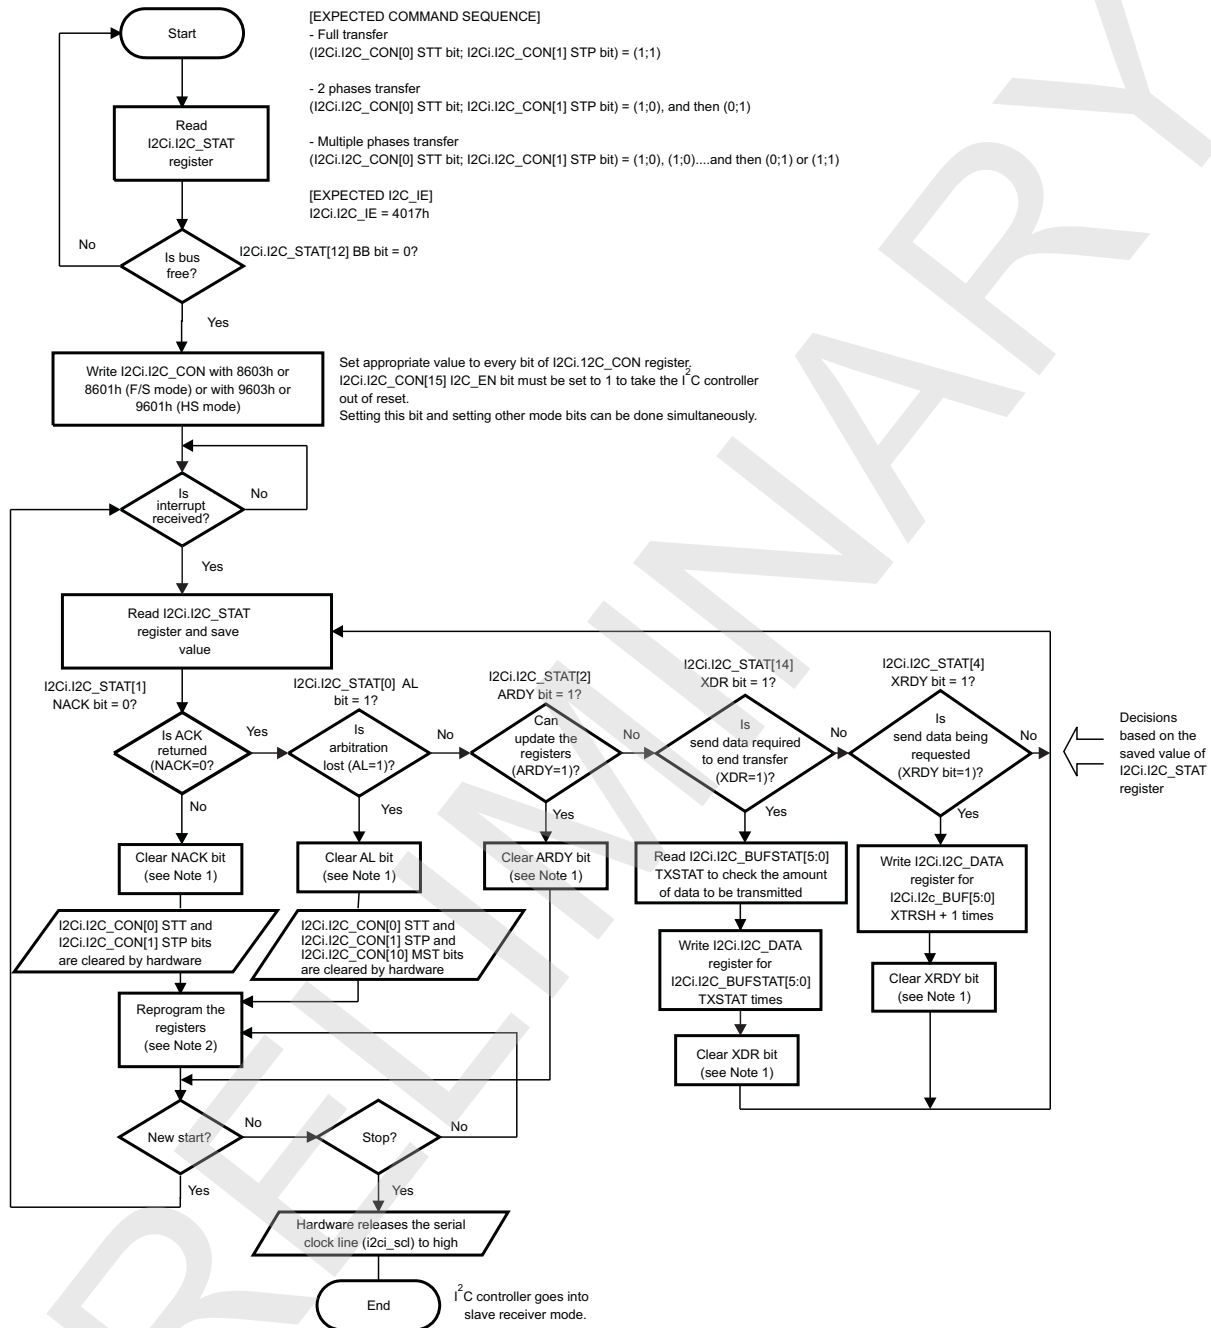 Start
[EXPECTED COMMAND SEQUENCE]
- Full transfer
(I2Ci.I2C_CON[0] STT bit; I2Ci.I2C_CON[1] STP bit) = (1;1)
- 2 phases transfer
(I2Ci.I2C_CON[0] STT bit; I2Ci.I2C_CON[1] STP bit) = (1;0), and then (0;1)
- Multiple phases transfer
(I2Ci.I2C_CON[0] STT bit; I2Ci.I2C_CON[1] STP bit) = (1;0), (1;0)....and then (0;1) or (1;1)
[EXPECTED I2C_IE]
I2Ci.I2C_IE = 4017h
Read
I2Ci.I2C_STAT
register
No
Is bus
free?
I2Ci.I2C_STAT[12] BB bit = 0?
Yes
Write I2Ci.I2C_CON with 8603h or
8601h (F/S mode) or with 9603h or
9601h (HS mode)
Set appropriate value to every bit of I2Ci.12C_CON register.
I2Ci.I2C_CON[15] I2C_EN bit must be set to 1 to take the I2C controller
out of reset.
Setting this bit and setting other mode bits can be done simultaneously.
Is
interrupt
received?
No
Yes
Read I2Ci.I2C_STAT
register and save
value
I2Ci.I2C_STAT[1]
NACK bit = 0?
Is ACK
returned
(NACK=0?
Yes
No
I2Ci.I2C_STAT[0] AL
bit = 1?
Is
arbitration
lost (AL=1)?
No
Yes
I2Ci.I2C_STAT[2]
ARDY bit = 1?
Can
update the
registers
(ARDY=1)?
No
Yes
I2Ci.I2C_STAT[14]
XDR bit = 1?
Is
send data required
to end transfer
(XDR=1)?
No
Yes
I2Ci.I2C_STAT[4]
XRDY bit = 1?
Is
send data being
requested
(XRDY bit=1)?
No
Yes
Decisions
based on the
saved value of
I2Ci.I2C_STAT
register
Clear NACK bit
(see Note 1)
Clear AL bit
(see Note 1)
Clear ARDY bit
(see Note 1)
Read I2Ci.I2C_BUFSTAT[5:0]
TXSTAT to check the amount
of data to be transmitted
Write I2Ci.I2C_DATA
register for
I2Ci.I2c_BUF[5:0]
XTRSH + 1 times
I2Ci.I2C_CON[0] STT and
I2Ci.I2C_CON[1] STP bits
are cleared by hardware
I2Ci.I2C_CON[0] STT and
I2Ci.I2C_CON[1] STP and
I2Ci.I2C_CON[10] MST bits
are cleared by hardware
Write I2Ci.I2C_DATA
register for
I2Ci.I2C_BUFSTAT[5:0]
TXSTAT times
Clear XRDY bit
(see Note 1)
Reprogram the
registers
(see Note 2)
Clear XDR bit
(see Note 1)
New start?
No
Yes
Stop?
No
Yes
Hardware releases the serial
clock line (i2ci_scl) to high
End
I2C controller goes into
slave receiver mode.
PRELIMINARY